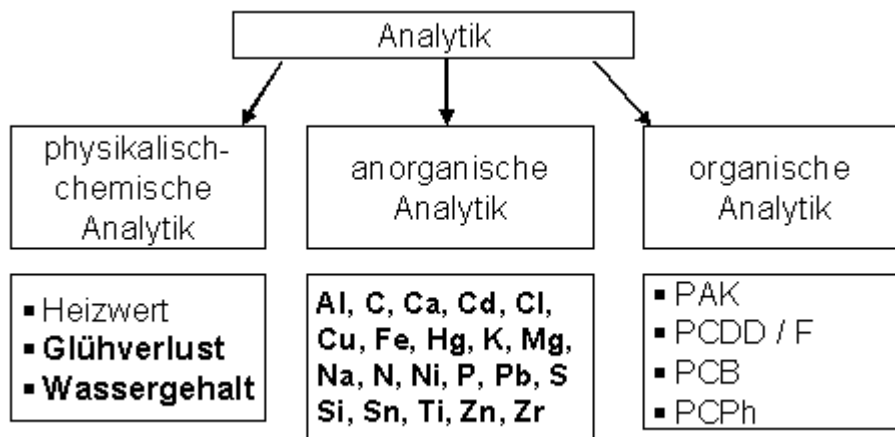 Analytik
physikalisch-
chemische
Analytik
anorganische
Analytik
organische
Analytik
▪ Heizwert
▪ Glühverlust
▪ Wassergehalt
Al, C, Ca, Cd, Cl,
Cu, Fe, Hg, K, Mg,
Na, N, Ni, P, Pb, S
Si, Sn, Ti, Zn, Zr
▪ PAK
▪ PCDD / F
▪ PCB
▪ PCPh